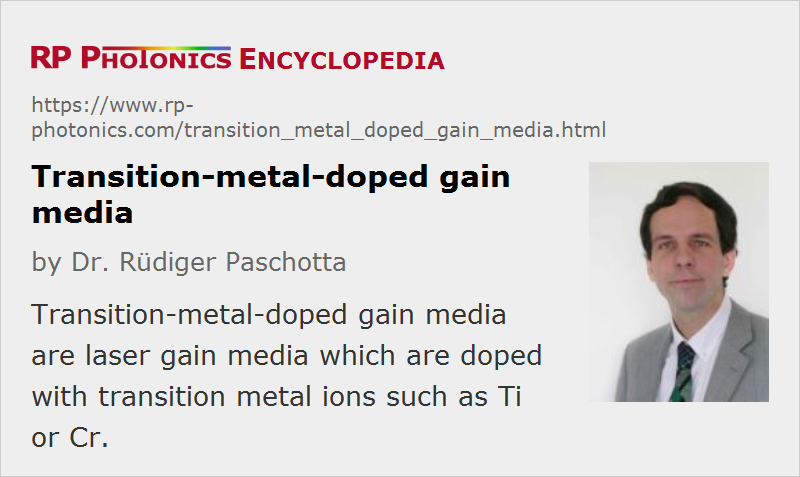 RP PHOTONICS ENCYCLOPEDIA
https://www.rp-
photonics.com/transition_metal_doped_gain_media.html
Transition-metal-doped gain
media
by Dr. Rüdiger Paschotta
Transition-metal-doped gain media
are laser gain media which are doped
with transition metal ions such as Ti
or Cr.